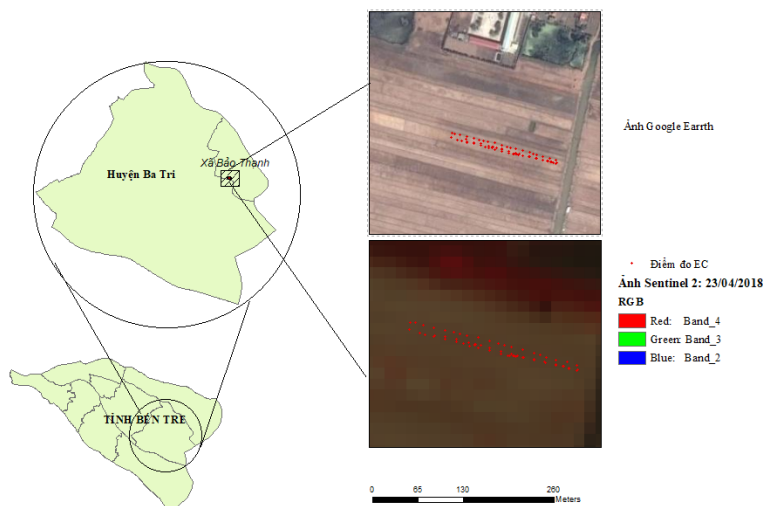 Xã Bảo Thạnh
Huyện Ba Tri
TỈNH BẾN TRE
Ảnh Google Earrth
Điểm đo EC
Ảnh Sentinel 2: 23/04/2018
RGB
Red: Band_4
Green: Band_3
Blue: Band_2
0 65 130 260
Meters